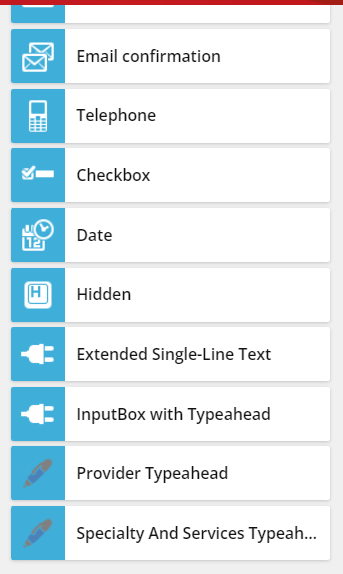 Email confirmation
Telephone
Checkbox
Date
Hidden
Extended Single-Line Text
InputBox with Typeahead
Provider Typeahead
Specialty And Services Typeah...